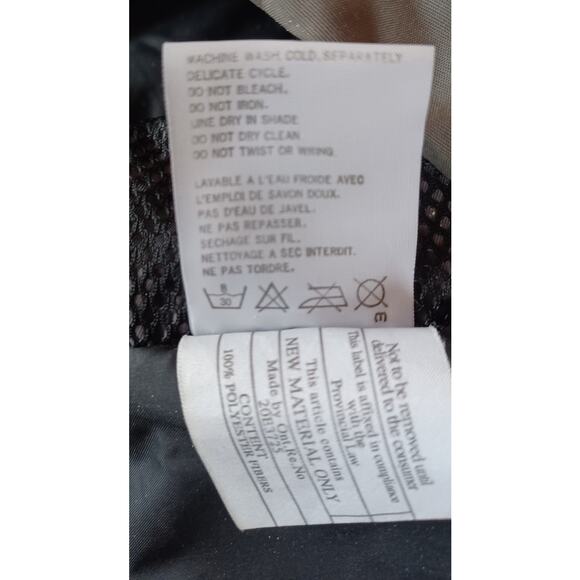 MACHINE WASH, COLD, SEPARATELY
DELICATE CYCLE.
DO NOT BLEACH.
DO NOT IRON.
LINE DRY IN SHADE
DO NOT DRY CLEAN
DO NOT TWIST OR WRING.
LAVABLE A L'EAU FROIDE AVEC
L'EMPLOI DE SAVON DOUX.
PAS D'EAU DE JAVEL.
NE PAS REPASSER.
SECHAGE SUR FIL.
NETTOYAGE A SEC INTERDIT.
NE PAS TORDRE.
8
30
3
Not to be removed until
delivered to the consumer
This label is affixed in compliance
with the
Provincial Law
This article contains
NEW MATERIAL ONLY
Made by Ont.Re.No
20B3725
CONTENT
100% POLYESTER FIBERS